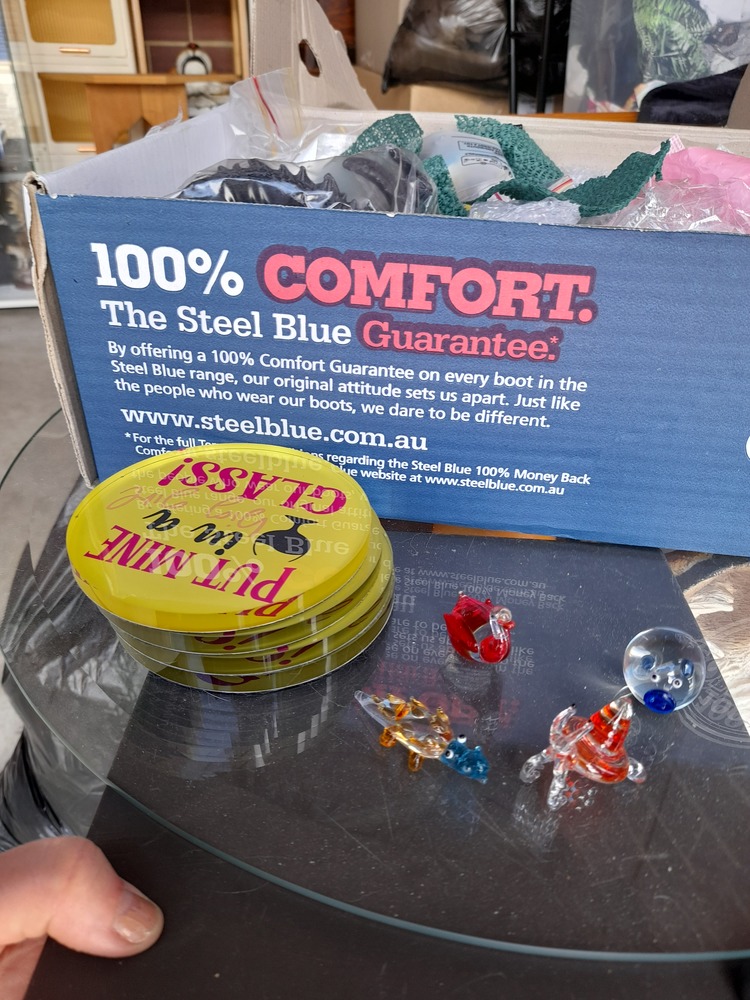 100% COMFORT.
The Steel Blue Guarantee.*
By offering a 100% Comfort Guarantee on every boot in the
Steel Blue range, our original attitude sets us apart. Just like
the people who wear our boots, we dare to be different.
www.steelblue.com.au
*For the full regarding the Steel Blue 100% Money Back
website at www.steelblue.com.au
PUT MINE
in a
GLASS!